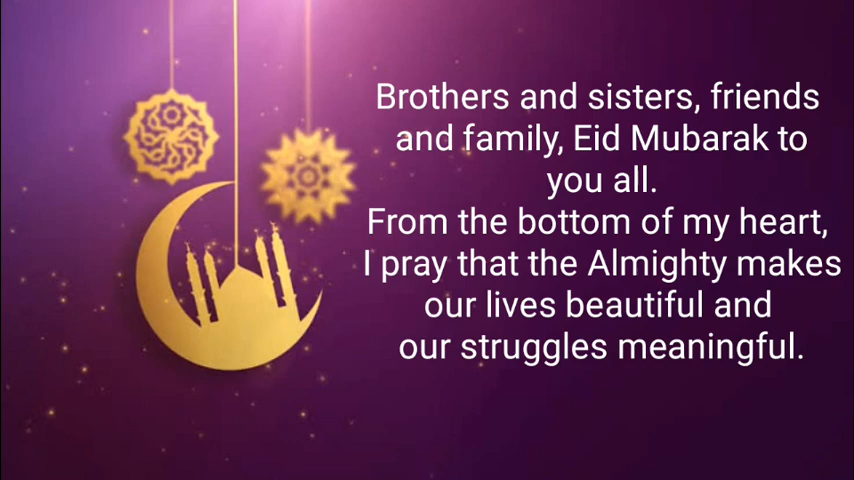 Brothers and sisters, friends
and family, Eid Mubarak to
you all.
From the bottom of my heart,
I pray that the Almighty makes
our lives beautiful and
our struggles meaningful.